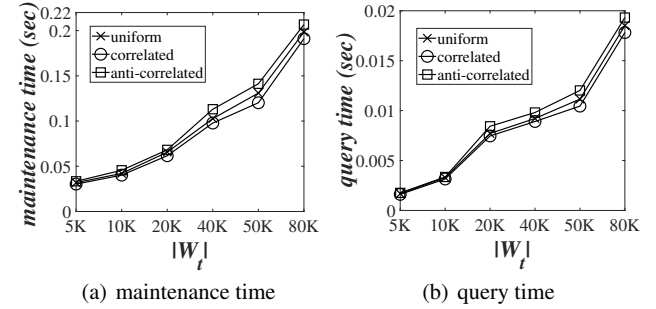 maintenance time (sec)
0.22
0.2
0.15
0.1
0.05
0
uniform
correlated
anti-correlated
5K 10K 20K 40K 50K 80K
|Wt|
(a) maintenance time
query time (sec)
0.02
0.015
0.01
0.005
0
uniform
correlated
anti-correlated
5K 10K 20K 40K 50K 80K
|Wt|
(b) query time